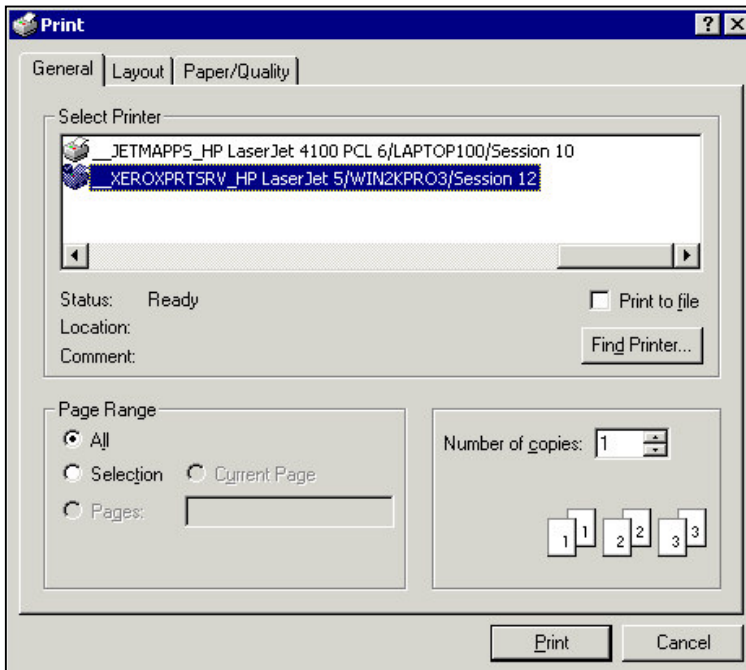 Print
General Layout Paper/Quality
Select Printer
__JETMAPPS_HP LaserJet 4100 PCL 6/LAPTOP100/Session 10
__XEROXPRTSRV_HP LaserJet 5/WIN2KPRO3/Session 12
Status: Ready
Print to file
Location:
Find Printer...
Comment:
Page Range
All
Number of copies: 1
Selection Current Page
Pages:
1 1 2 2 3 3
Print Cancel